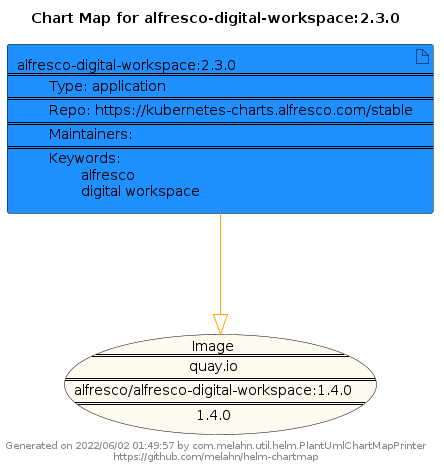 Chart Map for alfresco-digital-workspace:2.3.0
alfresco-digital-workspace:2.3.0
Type: application
Repo: https://kubernetes-charts.alfresco.com/stable
Maintainers:
Keywords:
alfresco
digital workspace
Image
quay.io
alfresco/alfresco-digital-workspace:1.4.0
1.4.0
Generated on 2022/06/02 01:49:57 by com.melahn.util.helm.PlantUmlChartMapPrinter
https://github.com/melahn/helm-chartmap